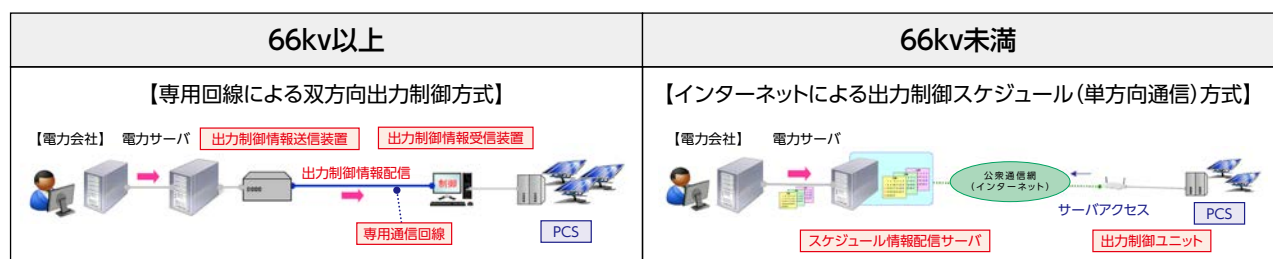 66kv以上
【専用回線による双方向出力制御方式】
【電力会社】 電力サーバ 出力制御情報送信装置 出力制御情報受信装置
出力制御情報配信
制御
専用通信回線
PCS
66kv未満
【インターネットによる出力制御スケジュール(単方向通信)方式】
【電力会社】 電力サーバ
公衆通信網
(インターネット)
サーバアクセス
PCS
スケジュール情報配信サーバ
出力制御ユニット